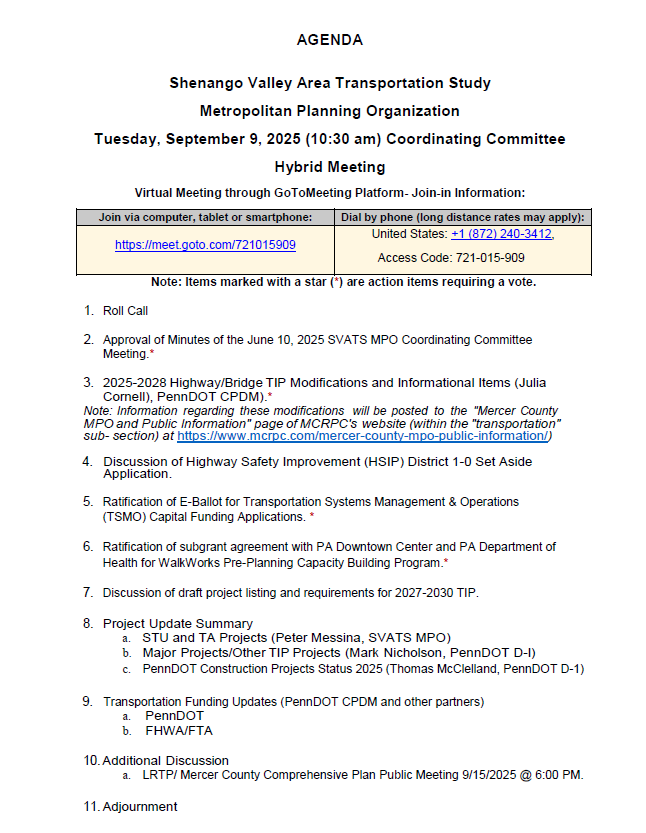 AGENDA
Shenango Valley Area Transportation Study
Metropolitan Planning Organization
Tuesday, September 9, 2025 (10:30 am) Coordinating Committee
Hybrid Meeting
Virtual Meeting through GoToMeeting Platform- Join-in Information:
Join via computer, tablet or smartphone:
Dial by phone (long distance rates may apply):
https://meet.goto.com/721015909
United States: +1 (872) 240-3412,
Access Code: 721-015-909
Note: Items marked with a star (*) are action items requiring a vote.
1. Roll Call
2. Approval of Minutes of the June 10, 2025 SVATS MPO Coordinating Committee
Meeting.*
3. 2025-2028 Highway/Bridge TIP Modifications and Informational Items (Julia
Cornell), PennDOT CPDM).*
Note: Information regarding these modifications will be posted to the "Mercer County
MPO and Public Information" page of MCRPC's website (within the "transportation"
sub- section) at https://www.mcrpc.com/mercer-county-mpo-public-information/)
4. Discussion of Highway Safety Improvement (HSIP) District 1-0 Set Aside
Application.
5. Ratification of E-Ballot for Transportation Systems Management & Operations
(TSMO) Capital Funding Applications. *
6. Ratification of subgrant agreement with PA Downtown Center and PA Department of
Health for WalkWorks Pre-Planning Capacity Building Program.*
7. Discussion of draft project listing and requirements for 2027-2030 TIP.
8. Project Update Summary
a. STU and TA Projects (Peter Messina, SVATS MPO)
b. Major Projects/Other TIP Projects (Mark Nicholson, PennDOT D-I)
c. PennDOT Construction Projects Status 2025 (Thomas McClelland, PennDOT D-1)
9. Transportation Funding Updates (PennDOT CPDM and other partners)
a. PennDOT
b. FHWA/FTA
10. Additional Discussion
a. LRTP/ Mercer County Comprehensive Plan Public Meeting 9/15/2025 @ 6:00 PM.
11. Adjournment